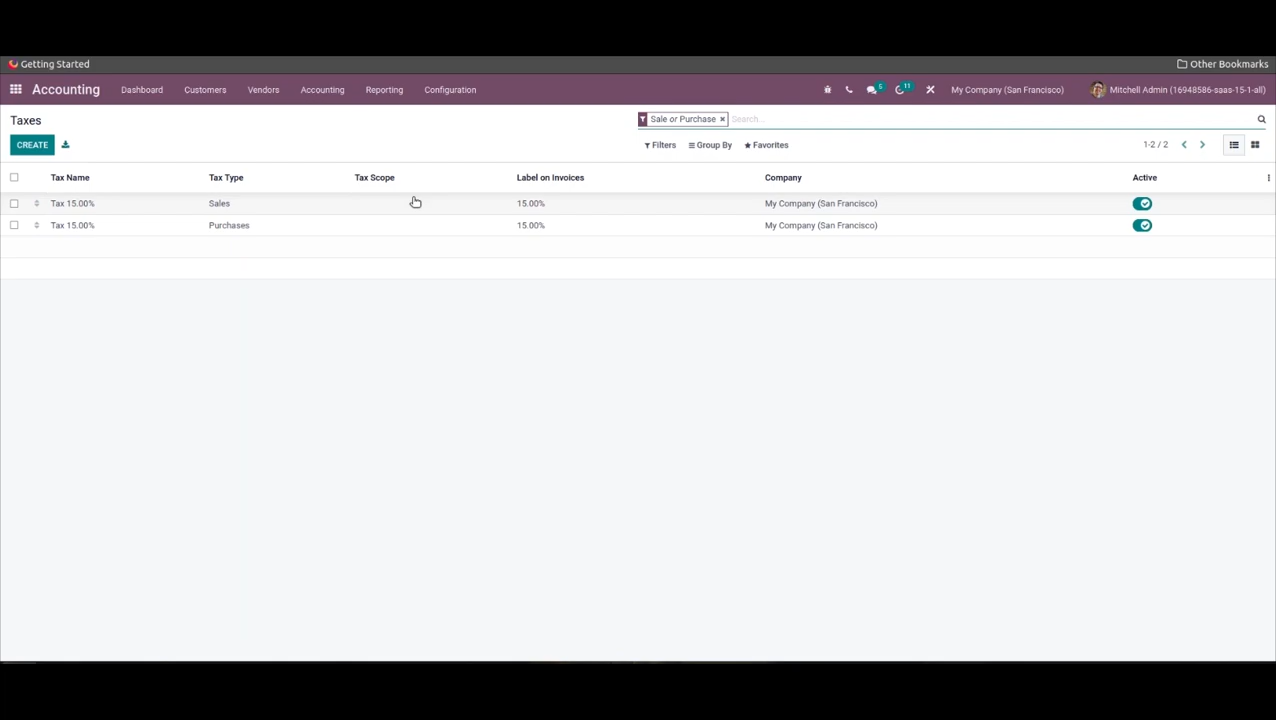 Getting Started Other Bookmarks
Accounting Dashboard Customers Vendors Accounting Reporting Configuration 5 11 My Company (San Francisco) Mitchell Admin (16948586-saas-15-1-all)
Taxes Sale or Purchase × Search...
CREATE Filters Group By Favorites 1-2 / 2
Tax Name Tax Type Tax Scope Label on Invoices Company Active
Tax 15.00% Sales 15.00% My Company (San Francisco)
Tax 15.00% Purchases 15.00% My Company (San Francisco)